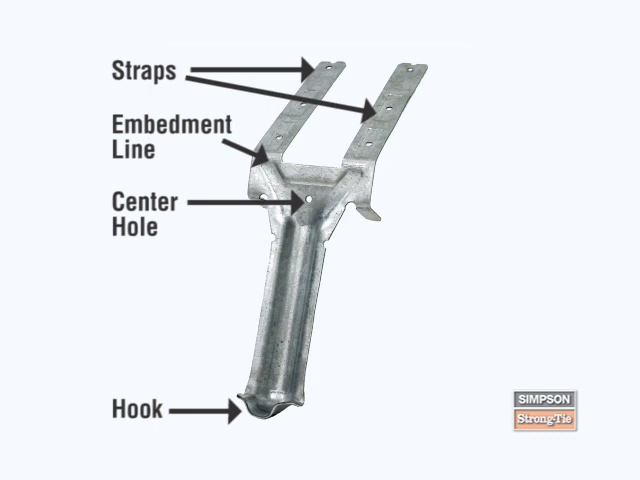 Straps
Embedment
Line
Center
Hole
Hook
SIMPSON
Strong-Tie